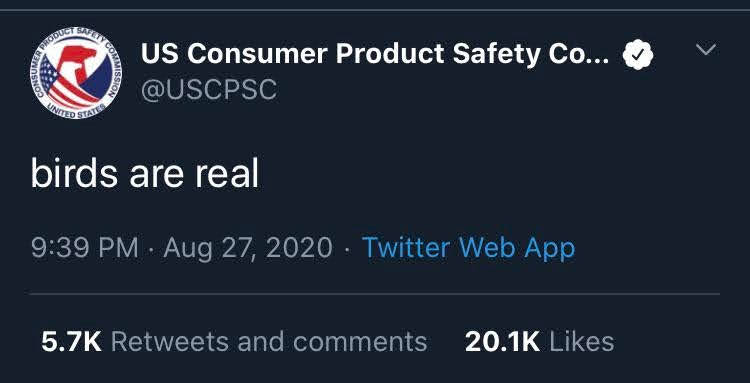 CONSUMER PRODUCT SAFETY COMMISSION
UNITED STATES
US Consumer Product Safety Co...
@USCPSC
birds are real
9:39 PM · Aug 27, 2020 · Twitter Web App
5.7K Retweets and comments 20.1K Likes